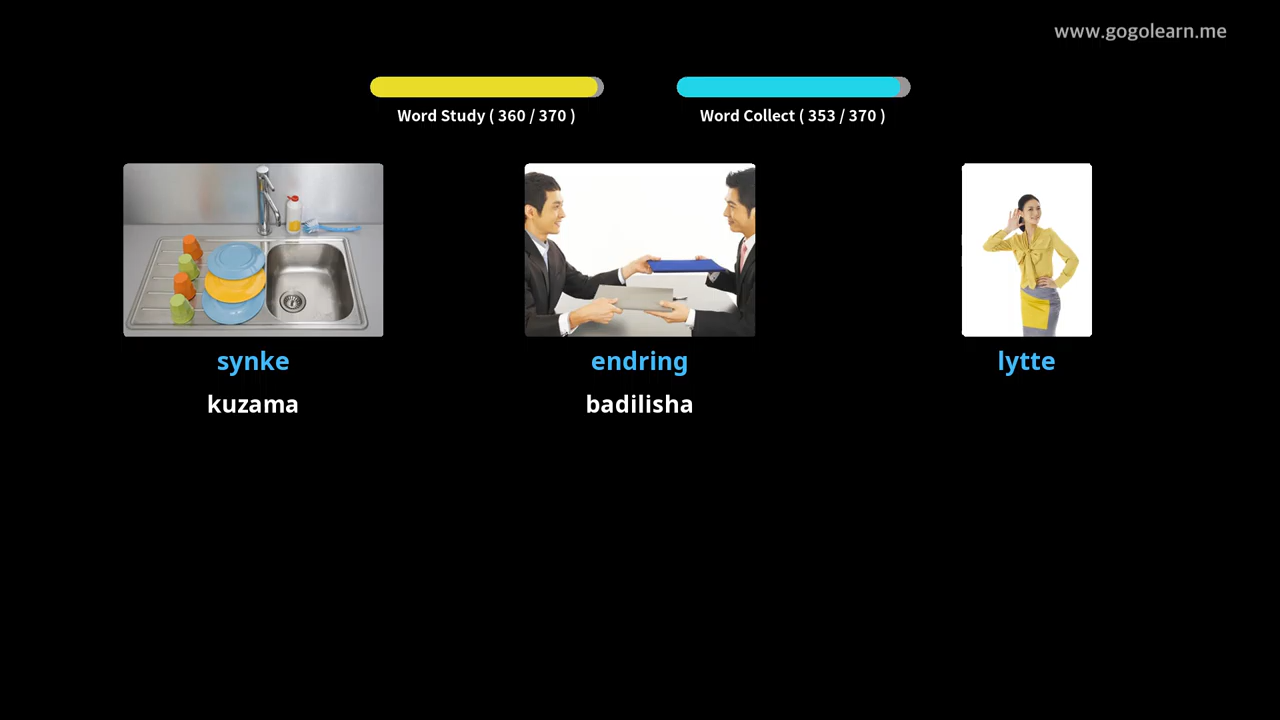 www.gogolearn.me
Word Study ( 360 / 370 )
Word Collect ( 353 / 370 )
synke
endring
lytte
kuzama
badilisha